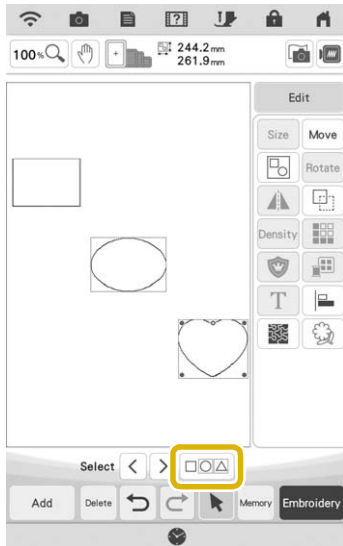 100%
244.2mm
261.9mm
Edit
Size Move
Rotate
Density
T
Select
Add Delete Memory Embroidery